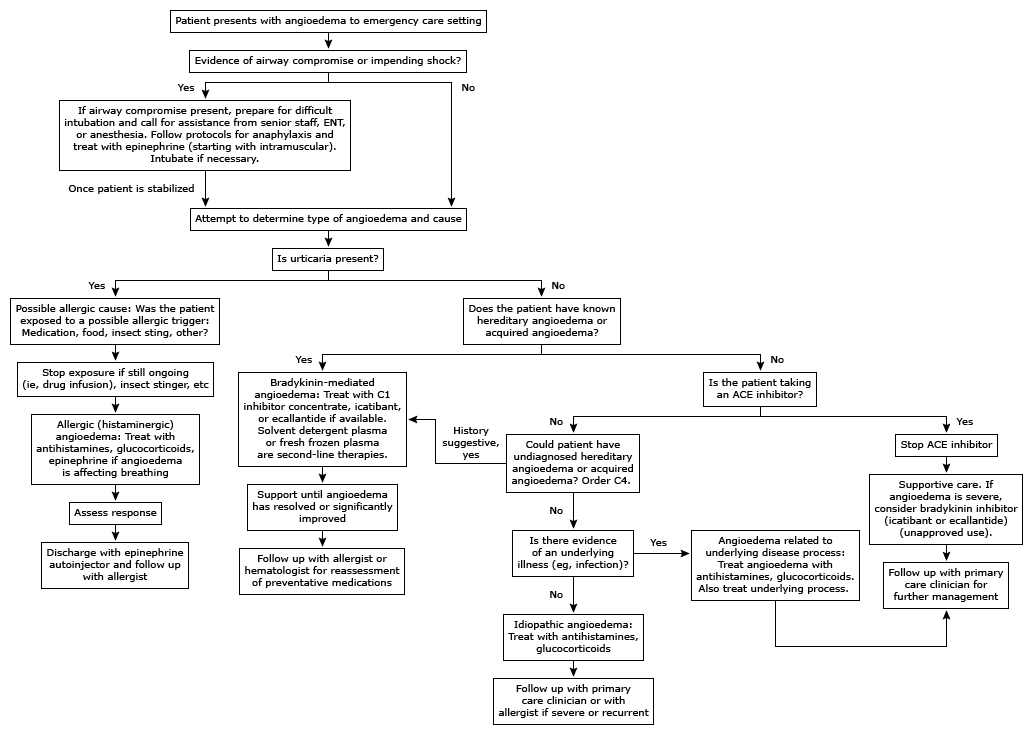 Patient presents with angioedema to emergency care setting
Evidence of airway compromise or impending shock?
Yes
No
If airway compromise present, prepare for difficult
intubation and call for assistance from senior staff, ENT,
or anesthesia. Follow protocols for anaphylaxis and
treat with epinephrine (starting with intramuscular).
Intubate if necessary.
Once patient is stabilized
Attempt to determine type of angioedema and cause
Is urticaria present?
Yes
No
Possible allergic cause: Was the patient
exposed to a possible allergic trigger:
Medication, food, insect sting, other?
Stop exposure if still ongoing
(ie, drug infusion), insect stinger, etc
Allergic (histaminergic)
angioedema: Treat with
antihistamines, glucocorticoids,
epinephrine if angioedema
is affecting breathing
Assess response
Discharge with epinephrine
autoinjector and follow up
with allergist
Does the patient have known
hereditary angioedema or
acquired angioedema?
Yes
No
Bradykinin-mediated
angioedema: Treat with C1
inhibitor concentrate, icatibant,
or ecallantide if available.
Solvent detergent plasma
or fresh frozen plasma
are second-line therapies.
Support until angioedema
has resolved or significantly
improved
Follow up with allergist or
hematologist for reassessment
of preventative medications
Is the patient taking
an ACE inhibitor?
No
Yes
History
suggestive,
yes
Could patient have
undiagnosed hereditary
angioedema or acquired
angioedema? Order C4.
No
Is there evidence
of an underlying
illness (eg, infection)?
Yes
No
Idiopathic angioedema:
Treat with antihistamines,
glucocorticoids
Follow up with primary
care clinician or with
allergist if severe or recurrent
Angioedema related to
underlying disease process:
Treat angioedema with
antihistamines, glucocorticoids.
Also treat underlying process.
Stop ACE inhibitor
Supportive care. If
angioedema is severe,
consider bradykinin inhibitor
(icatibant or ecallantide)
(unapproved use).
Follow up with primary
care clinician for
further management